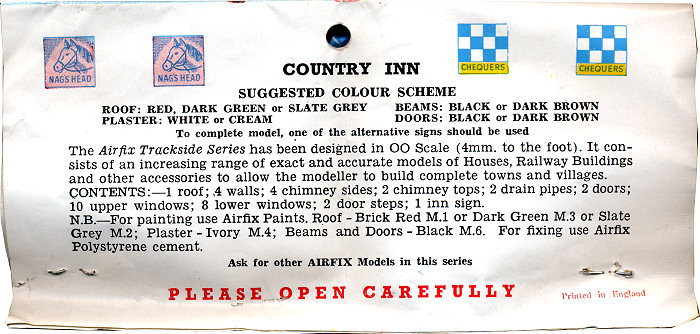 NAG'S HEAD NAG'S HEAD CHEQUERS CHEQUERS
COUNTRY INN
SUGGESTED COLOUR SCHEME
ROOF: RED, DARK GREEN or SLATE GREY BEAMS: BLACK or DARK BROWN
PLASTER: WHITE or CREAM DOORS: BLACK or DARK BROWN
To complete model, one of the alternative signs should be used
The Airfix Trackside Series has been designed in OO Scale (4mm. to the foot). It con-
sists of an increasing range of exact and accurate models of Houses, Railway Buildings
and other accessories to allow the modeller to build complete towns and villages.
CONTENTS:—1 roof; 4 walls; 4 chimney sides; 2 chimney tops; 2 drain pipes; 2 doors;
10 upper windows; 8 lower windows; 2 door steps; 1 inn sign.
N.B.—For painting use Airfix Paints. Roof - Brick Red M.1 or Dark Green M.3 or Slate
Grey M.2; Plaster - Ivory M.4; Beams and Doors - Black M.6. For fixing use Airfix
Polystyrene cement.
Ask for other AIRFIX Models in this series
PLEASE OPEN CAREFULLY
Printed in England